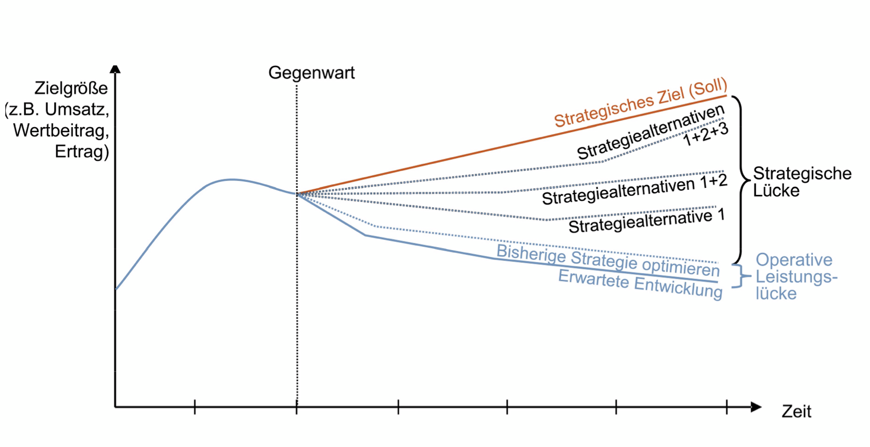 Gegenwart
Zielgröße
(z.B. Umsatz,
Wertbeitrag,
Ertrag)
Strategisches Ziel (Soll)
Strategiealternativen
1+2+3
Strategiealternativen 1+2
Strategiealternative 1
Strategische
Lücke
Bisherige Strategie optimieren
Erwartete Entwicklung
Operative
Leistungs-
lücke
Zeit